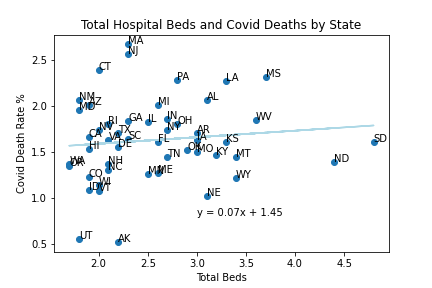 Total Hospital Beds and Covid Deaths by State
Covid Death Rate %
2.5
2.0
1.5
1.0
0.5
MA
NJ
CT
PA
LA
MS
NM
AZ
MI
AL
RI
GA
IL
IN
OH
WV
NV
TX
NY
AR
CA
VA
SC
FL
IA
KS
SD
HI
DE
OK
MO
KY
TN
MT
ND
NH
NC
ME
CO
WY
WI
ID
VT
NE
y = 0.07x + 1.45
UT
AK
2.0
2.5
3.0
3.5
4.0
4.5
Total Beds